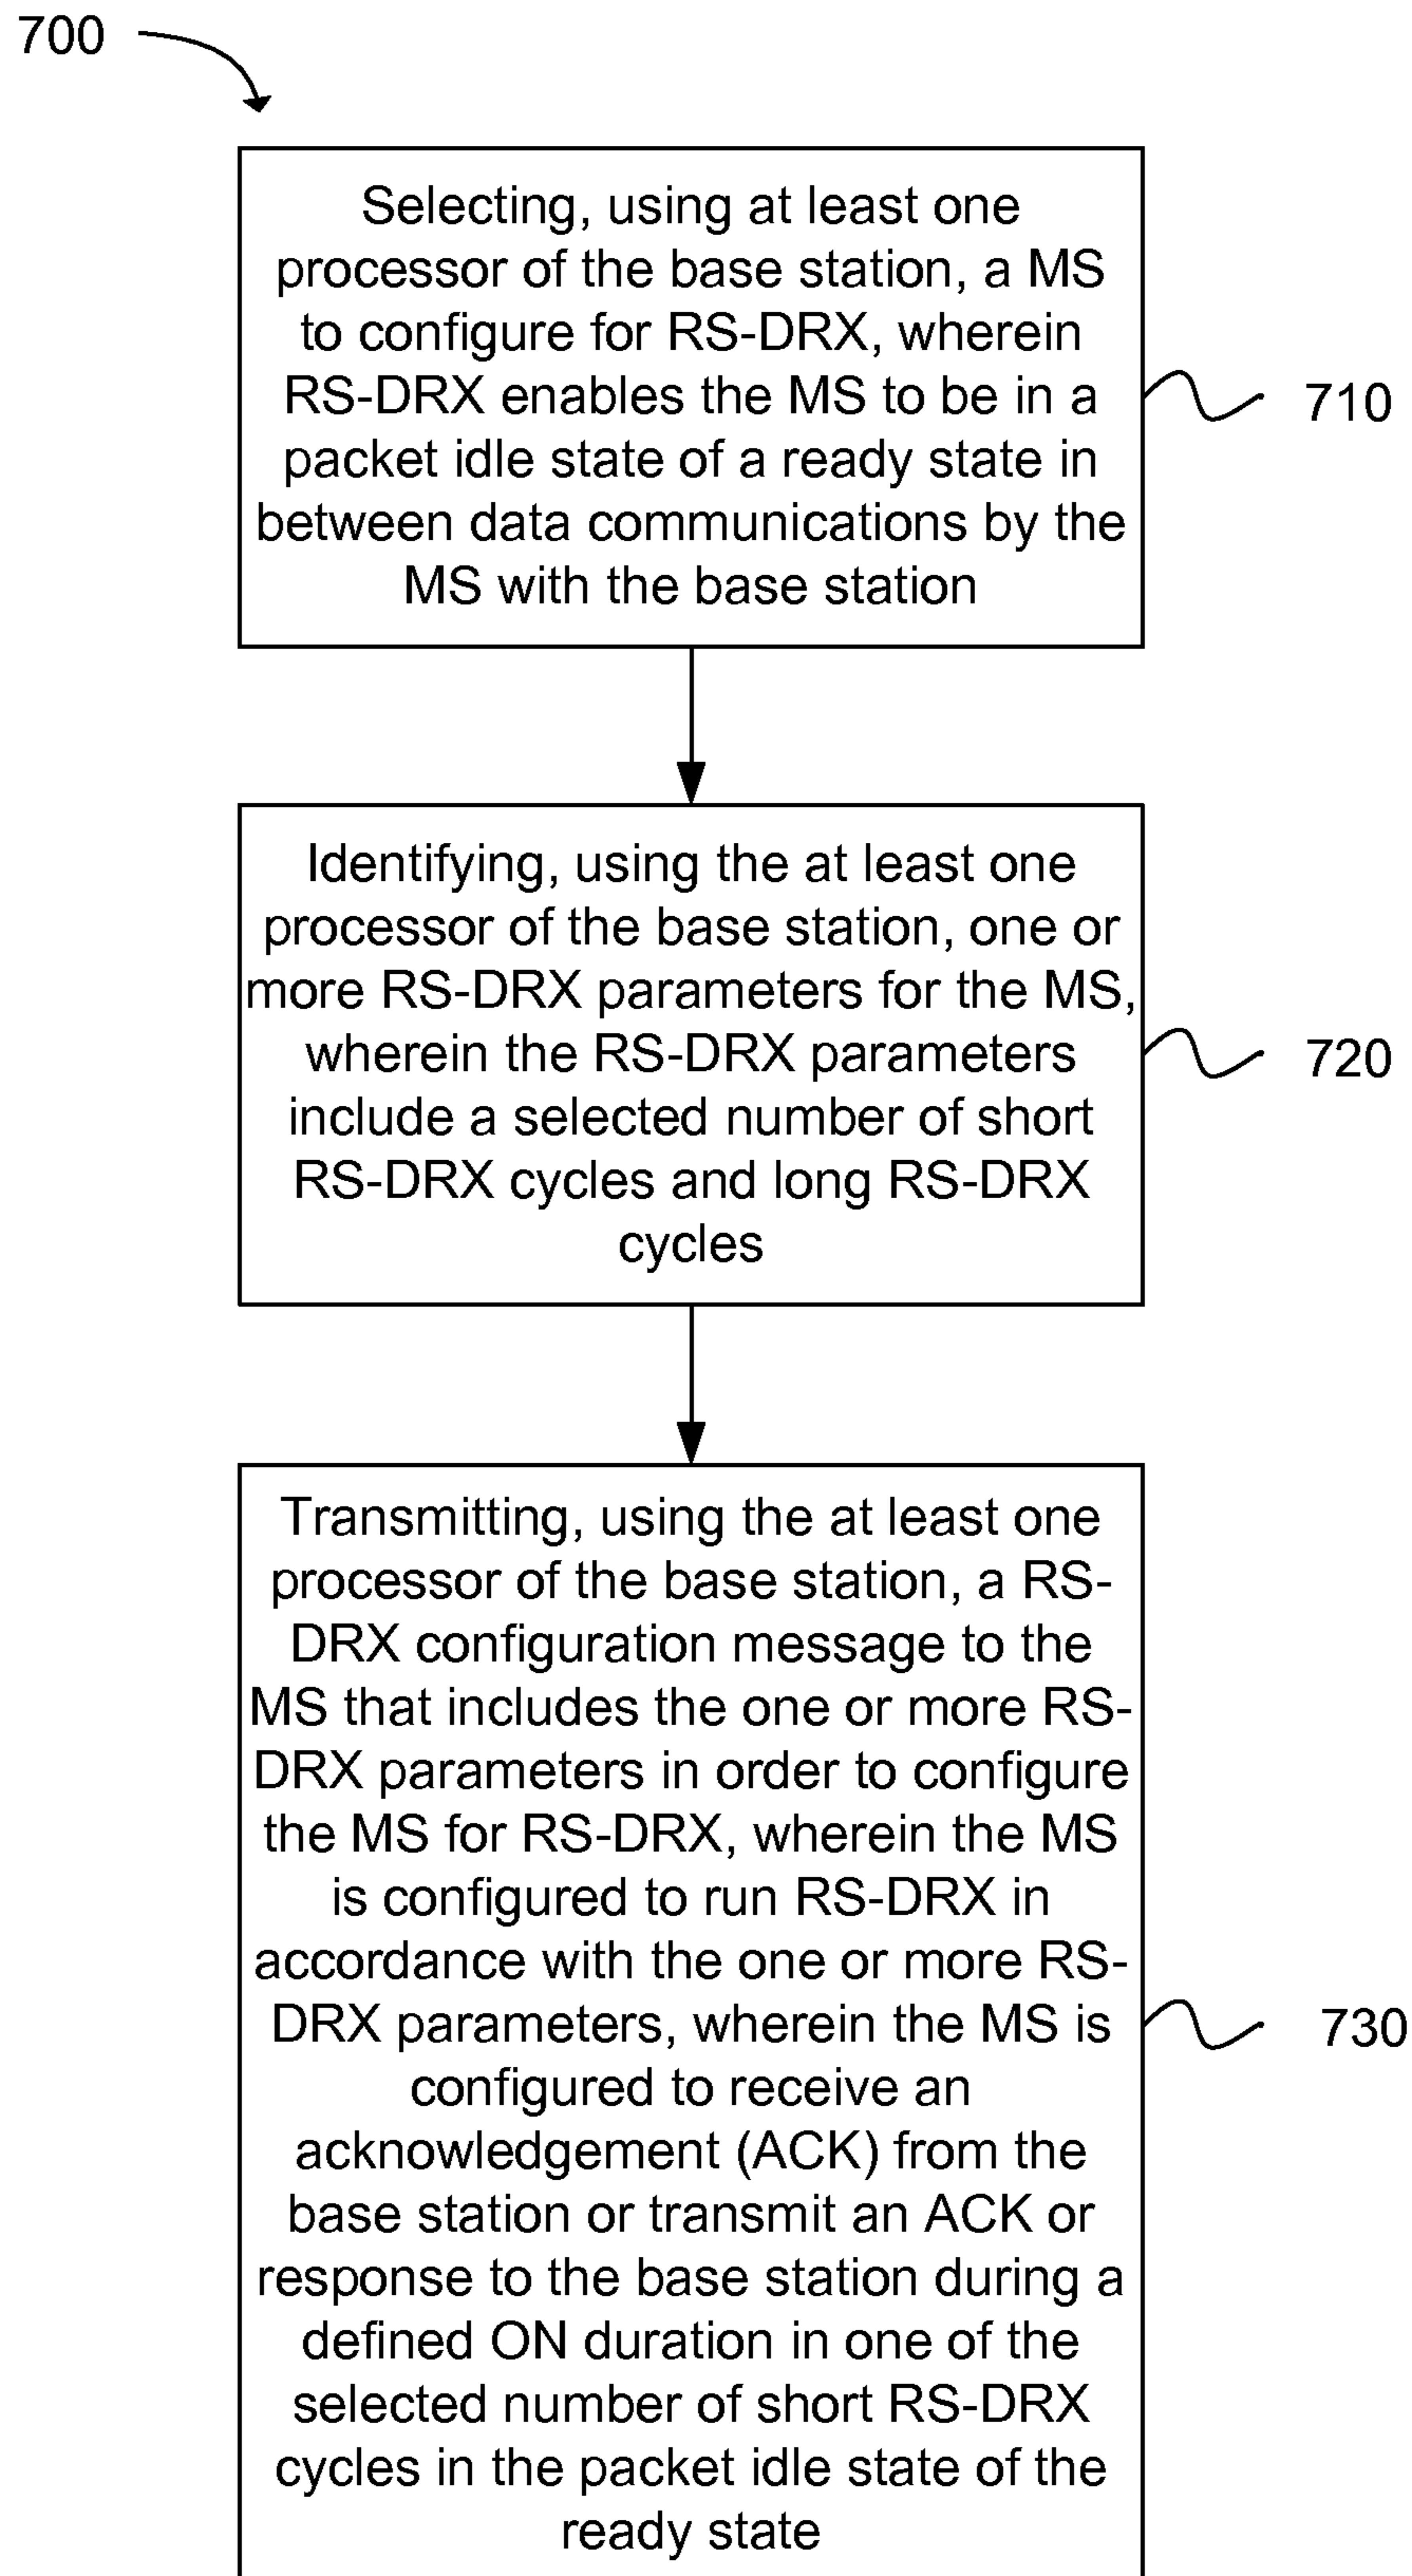 700
Selecting, using at least one
processor of the base station, a MS
to configure for RS-DRX, wherein
RS-DRX enables the MS to be in a
packet idle state of a ready state in
between data communications by the
MS with the base station
710
Identifying, using the at least one
processor of the base station, one or
more RS-DRX parameters for the MS,
wherein the RS-DRX parameters
include a selected number of short
RS-DRX cycles and long RS-DRX
cycles
720
Transmitting, using the at least one
processor of the base station, a RS-
DRX configuration message to the
MS that includes the one or more RS-
DRX parameters in order to configure
the MS for RS-DRX, wherein the MS
is configured to run RS-DRX in
accordance with the one or more RS-
DRX parameters, wherein the MS is
configured to receive an
acknowledgement (ACK) from the
base station or transmit an ACK or
response to the base station during a
defined ON duration in one of the
selected number of short RS-DRX
cycles in the packet idle state of the
ready state
730